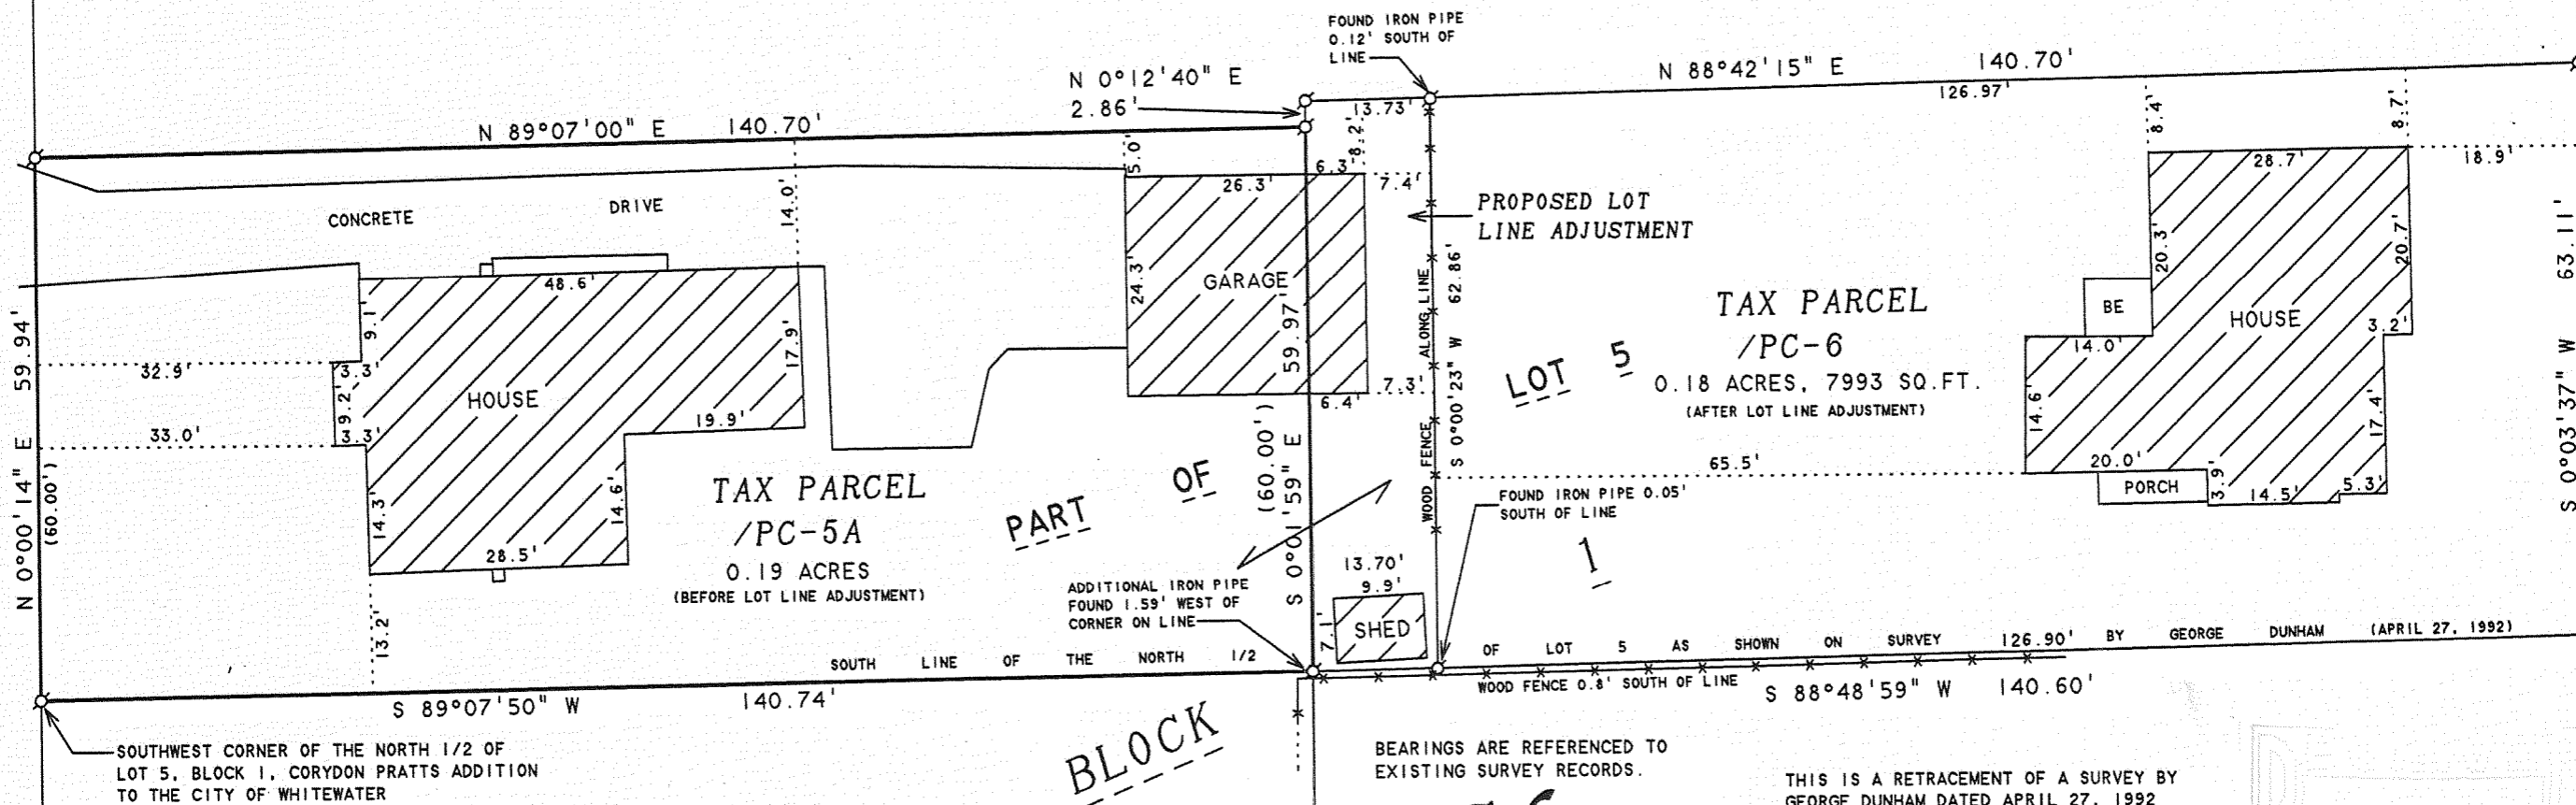 FOUND IRON PIPE
0.12' SOUTH OF
LINE
N 0°12'40" E
2.86'
N 88°42'15" E 140.70'
13.73'
126.97'
N 89°07'00" E 140.70'
5.0'
8.2'
8.4'
8.7'
26.3'
6.3'
7.4'
28.7'
18.9'
CONCRETE DRIVE
14.0'
PROPOSED LOT
LINE ADJUSTMENT
20.3'
20.7'
63.11'
S 0°03'37" W
48.6'
24.3'
GARAGE
59.97'
WOOD FENCE ALONG LINE
S 0°00'23" W 62.86'
TAX PARCEL
/PC-6
0.18 ACRES, 7993 SQ.FT.
(AFTER LOT LINE ADJUSTMENT)
BE
HOUSE
3.2'
14.0'
N 0°00'14" E 59.94'
(60.00')
32.9'
9.1'
3.3'
9.2'
HOUSE
17.9'
19.9'
33.0'
3.3'
6.4'
7.3'
LOT 5
14.6'
17.4'
(60.00')
S 0°01'59" E
65.5'
20.0'
PORCH
3.9'
14.5'
5.3'
14.3'
14.6'
28.5'
TAX PARCEL
/PC-5A
0.19 ACRES
(BEFORE LOT LINE ADJUSTMENT)
PART OF
FOUND IRON PIPE 0.05'
SOUTH OF LINE
1
13.70'
9.9'
7.1'
SHED
ADDITIONAL IRON PIPE
FOUND 1.59' WEST OF
CORNER ON LINE
13.2'
SOUTH LINE OF THE NORTH 1/2 OF LOT 5 AS SHOWN ON SURVEY 126.90' BY GEORGE DUNHAM (APRIL 27, 1992)
WOOD FENCE 0.8' SOUTH OF LINE
S 88°48'59" W 140.60'
S 89°07'50" W 140.74'
BLOCK
SOUTHWEST CORNER OF THE NORTH 1/2 OF
LOT 5, BLOCK 1, CORYDON PRATTS ADDITION
TO THE CITY OF WHITEWATER
BEARINGS ARE REFERENCED TO
EXISTING SURVEY RECORDS.
THIS IS A RETRACEMENT OF A SURVEY BY
GEORGE DUNHAM DATED APRIL 27, 1992